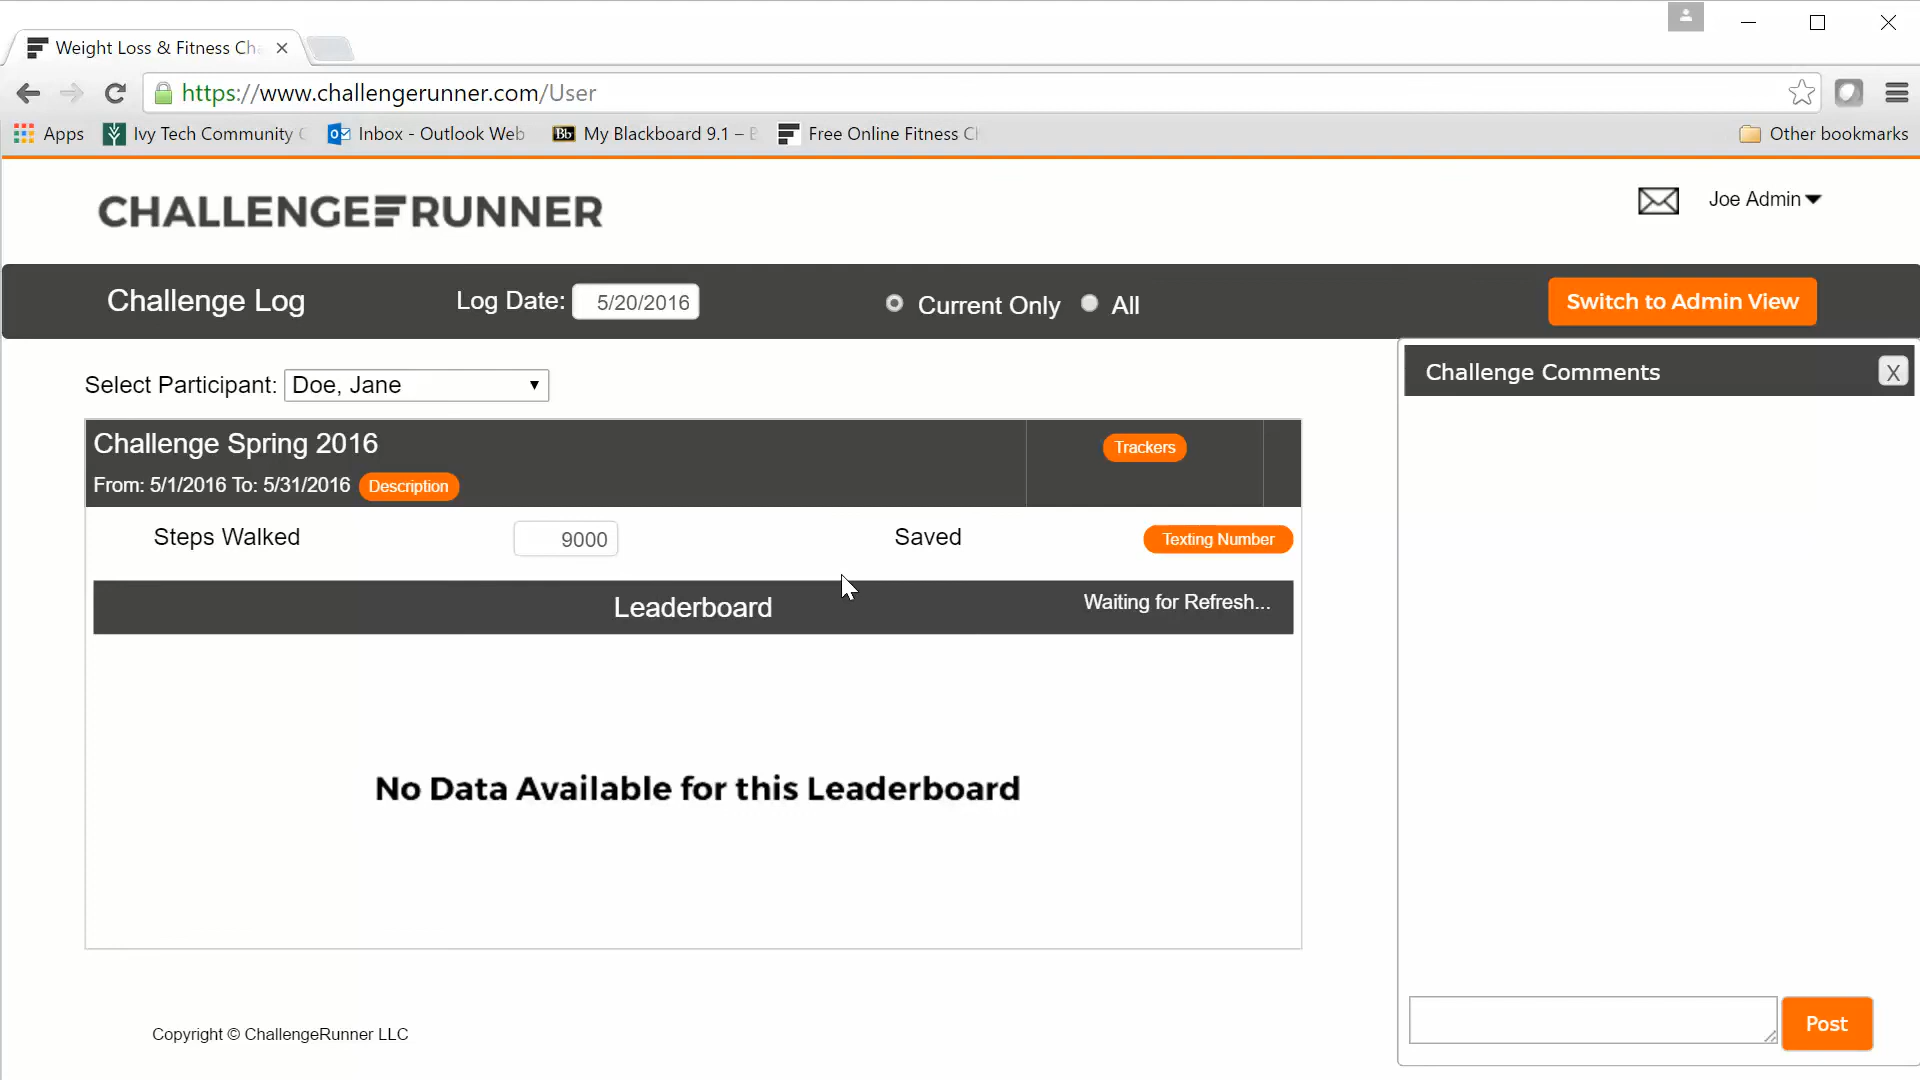 Weight Loss & Fitness Ch
https://www.challengerunner.com/User
Apps
Ivy Tech Community
Inbox - Outlook Web
Bb My Blackboard 9.1 –
Free Online Fitness
Other bookmarks
CHALLENGERUNNER
Joe Admin
Challenge Log
Log Date: 5/20/2016
Current Only
All
Switch to Admin View
Select Participant: Doe, Jane
Challenge Comments
X
Challenge Spring 2016
Trackers
From: 5/1/2016 To: 5/31/2016 Description
Steps Walked
9000
Saved
Texting Number
Leaderboard
Waiting for Refresh...
No Data Available for this Leaderboard
Post
Copyright © ChallengeRunner LLC